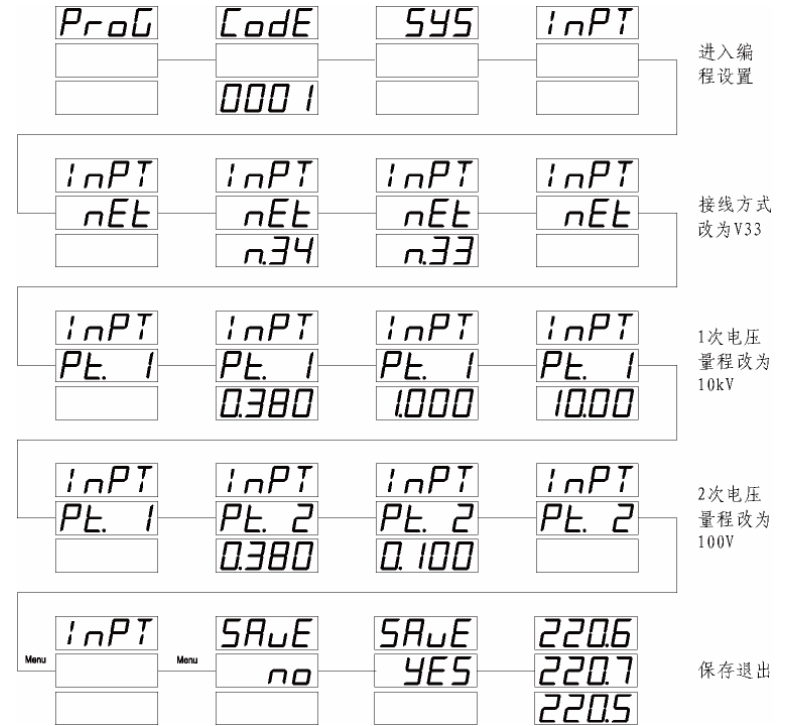 ProG CodE SYS InPT
0001
进入编
程设置
InPT InPT InPT InPT
nEt nEt nEt nEt
n.34 n.33
接线方式
改为V33
InPT InPT InPT InPT
Pt. 1 Pt. 1 Pt. 1 Pt. 1
0.380 1.000 10.00
1次电压
量程改为
10kV
InPT InPT InPT InPT
Pt. 1 Pt. 2 Pt. 2 Pt. 2
0.380 0.100
2次电压
量程改为
100V
InPT SAvE SAvE 220.6
Menu Menu no YES 220.7
220.5
保存退出